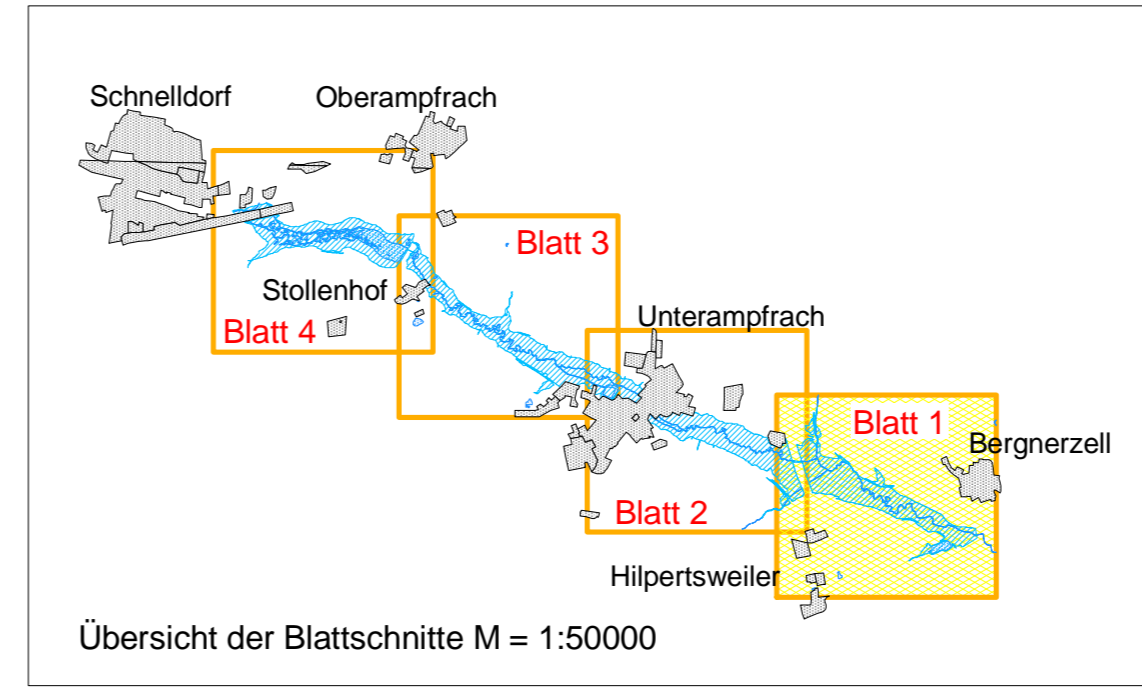 Schnelldorf
Oberampfrach
Blatt 3
Stollenhof
Blatt 4
Unterampfrach
Blatt 1
Bergnerzell
Blatt 2
Hilpertsweiler
Übersicht der Blattschnitte M = 1:50000